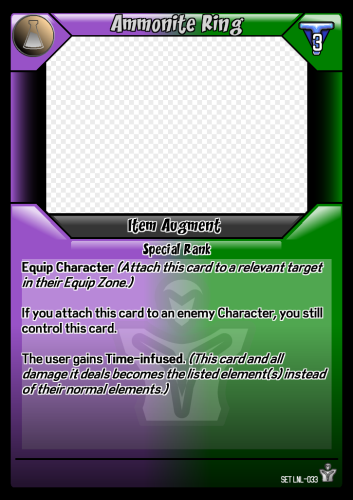 Ammonite Ring
3
Item Augment
Special Rank
Equip Character (Attach this card to a relevant target
in their Equip Zone.)
If you attach this card to an enemy Character, you still
control this card.
The user gains Time-infused. (This card and all
damage it deals becomes the listed element(s) instead
of their normal elements.)
SET LNL-033